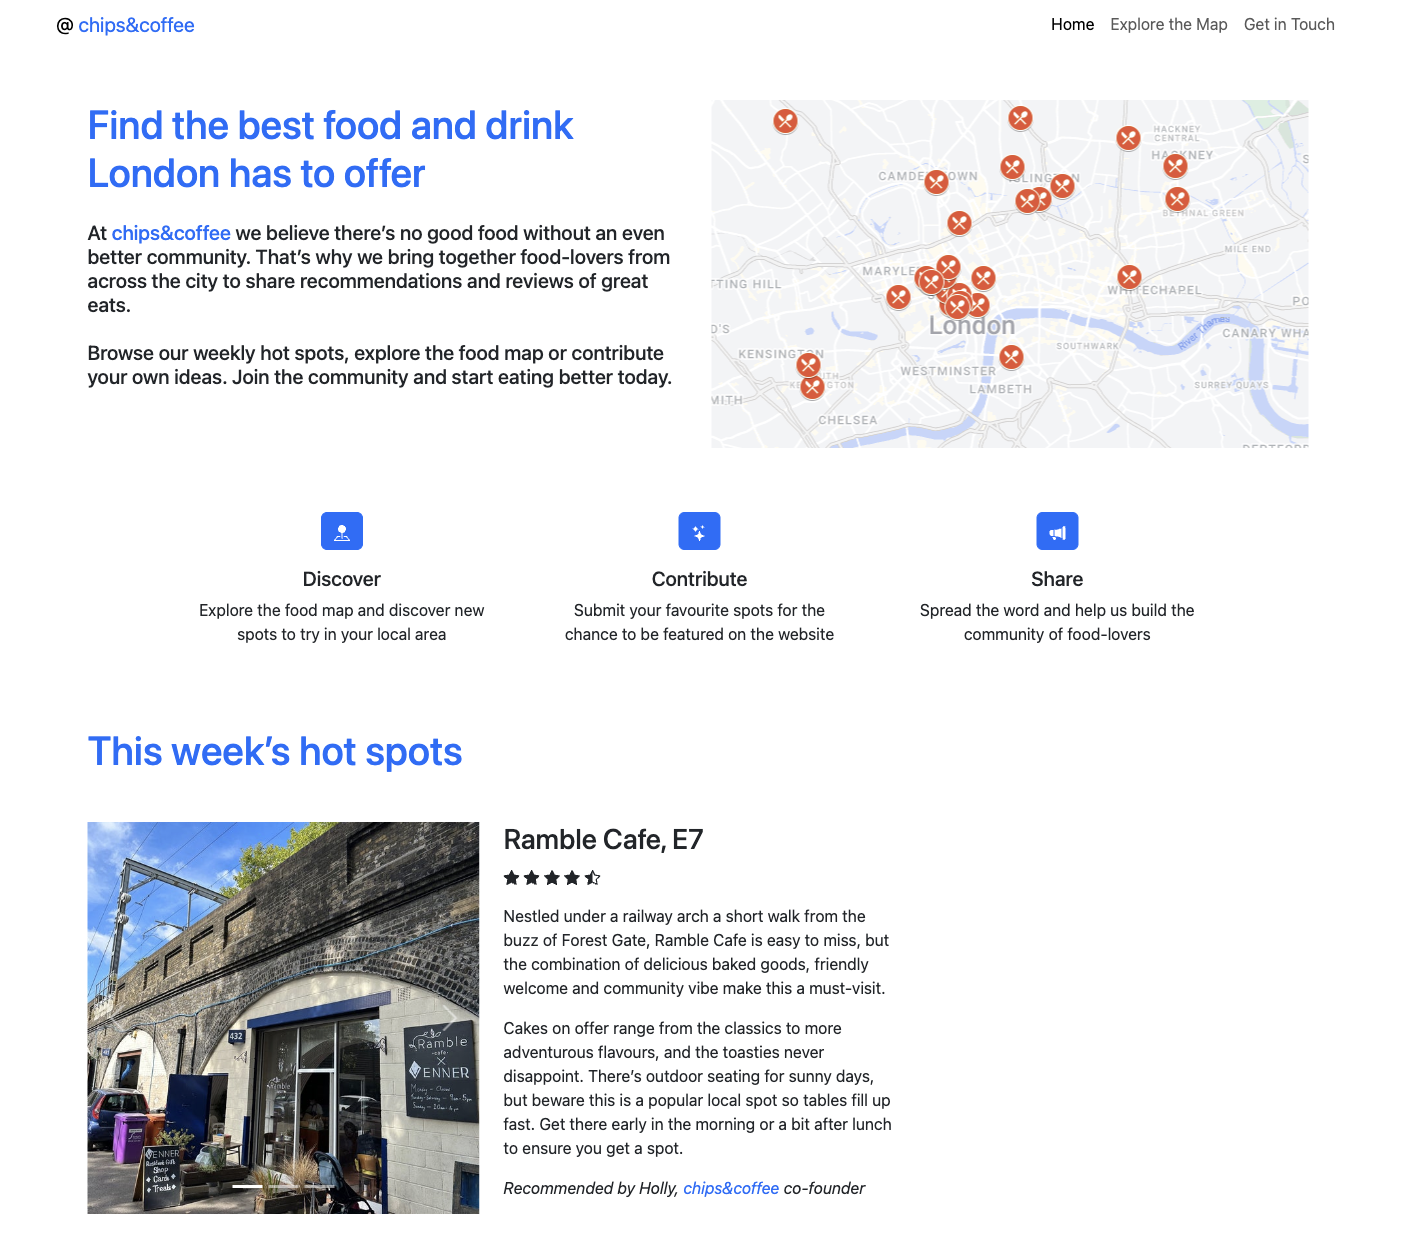 @ chips&coffee
Home Explore the Map Get in Touch
Find the best food and drink
London has to offer
At chips&coffee we believe there’s no good food without an even
better community. That’s why we bring together food-lovers from
across the city to share recommendations and reviews of great
eats.
Browse our weekly hot spots, explore the food map or contribute
your own ideas. Join the community and start eating better today.
HACKNEY
CENTRAL
HACKNEY
BETHNAL GREEN
MILE END
TTING HILL
London
CANARY WHA
River Thames
SOUTHWARK
KENSINGTON
WESTMINSTER
LAMBETH
SURREY QUAYS
MITH
CHELSEA
Discover
Explore the food map and discover new
spots to try in your local area
Contribute
Submit your favourite spots for the
chance to be featured on the website
Share
Spread the word and help us build the
community of food-lovers
This week’s hot spots
Ramble Cafe, E7
Nestled under a railway arch a short walk from the
buzz of Forest Gate, Ramble Cafe is easy to miss, but
the combination of delicious baked goods, friendly
welcome and community vibe make this a must-visit.
Cakes on offer range from the classics to more
adventurous flavours, and the toasties never
disappoint. There’s outdoor seating for sunny days,
but beware this is a popular local spot so tables fill up
fast. Get there early in the morning or a bit after lunch
to ensure you get a spot.
Recommended by Holly, chips&coffee co-founder
432
Ramble
cafe
X
VENNER
Ramble
VENNER
Shop
Cards
Treats